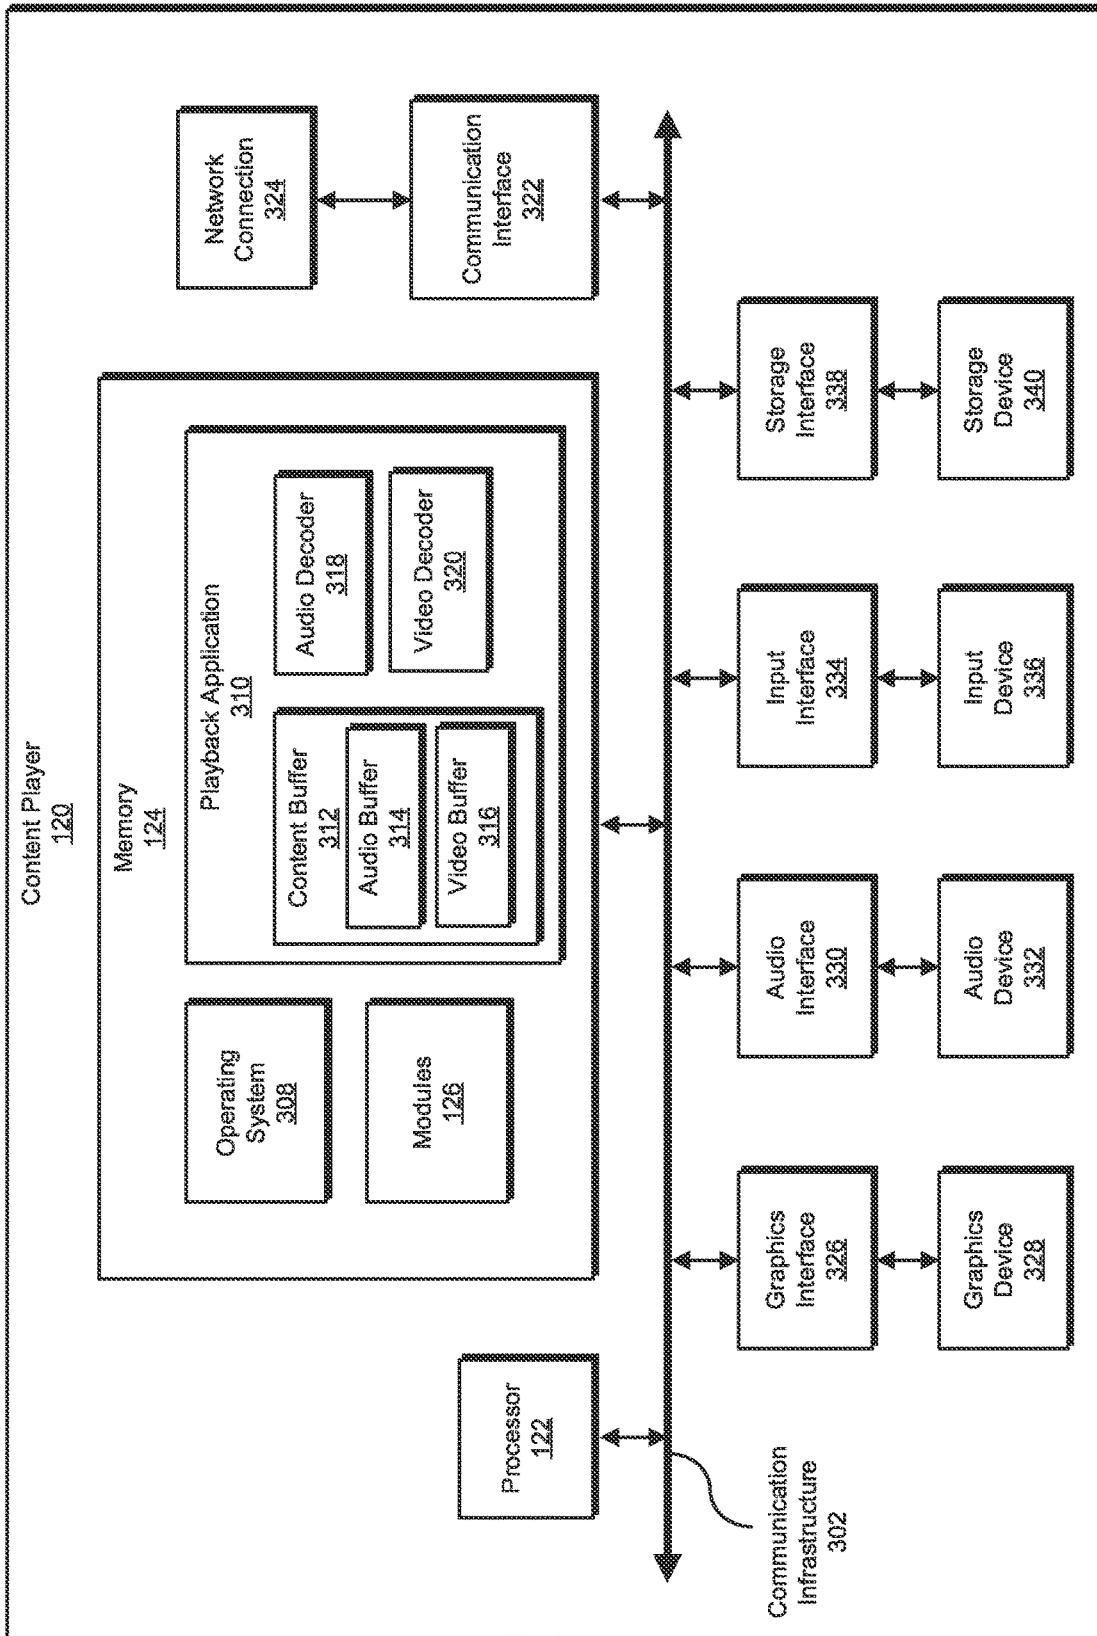 Content Player
120
Memory
124
Operating
System
308
Modules
126
Playback Application
310
Content Buffer
312
Audio Buffer
314
Video Buffer
316
Audio Decoder
318
Video Decoder
320
Network
Connection
324
Communication
Interface
322
Processor
122
Communication
Infrastructure
302
Graphics
Interface
326
Graphics
Device
328
Audio
Interface
330
Audio
Device
332
Input
Interface
334
Input
Device
336
Storage
Interface
338
Storage
Device
340